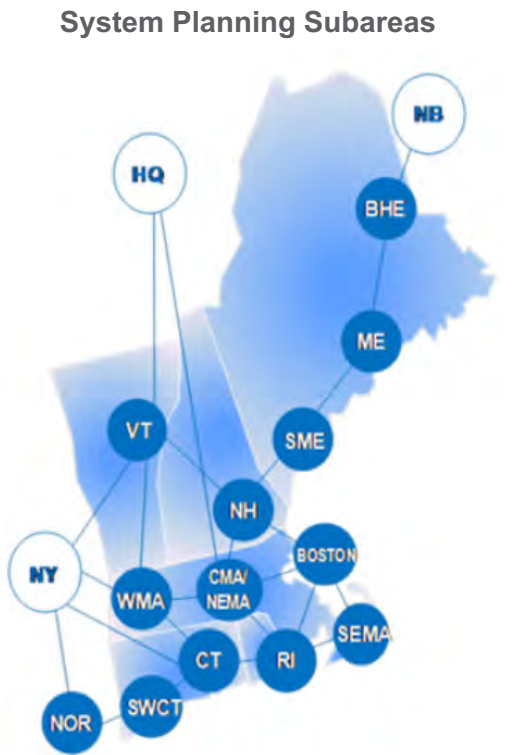 System Planning Subareas
NB
HQ
BHE
ME
VT
SME
NH
BOSTON
NY
CMA/
NEMA
WMA
SEMA
CT
RI
SWCT
NOR